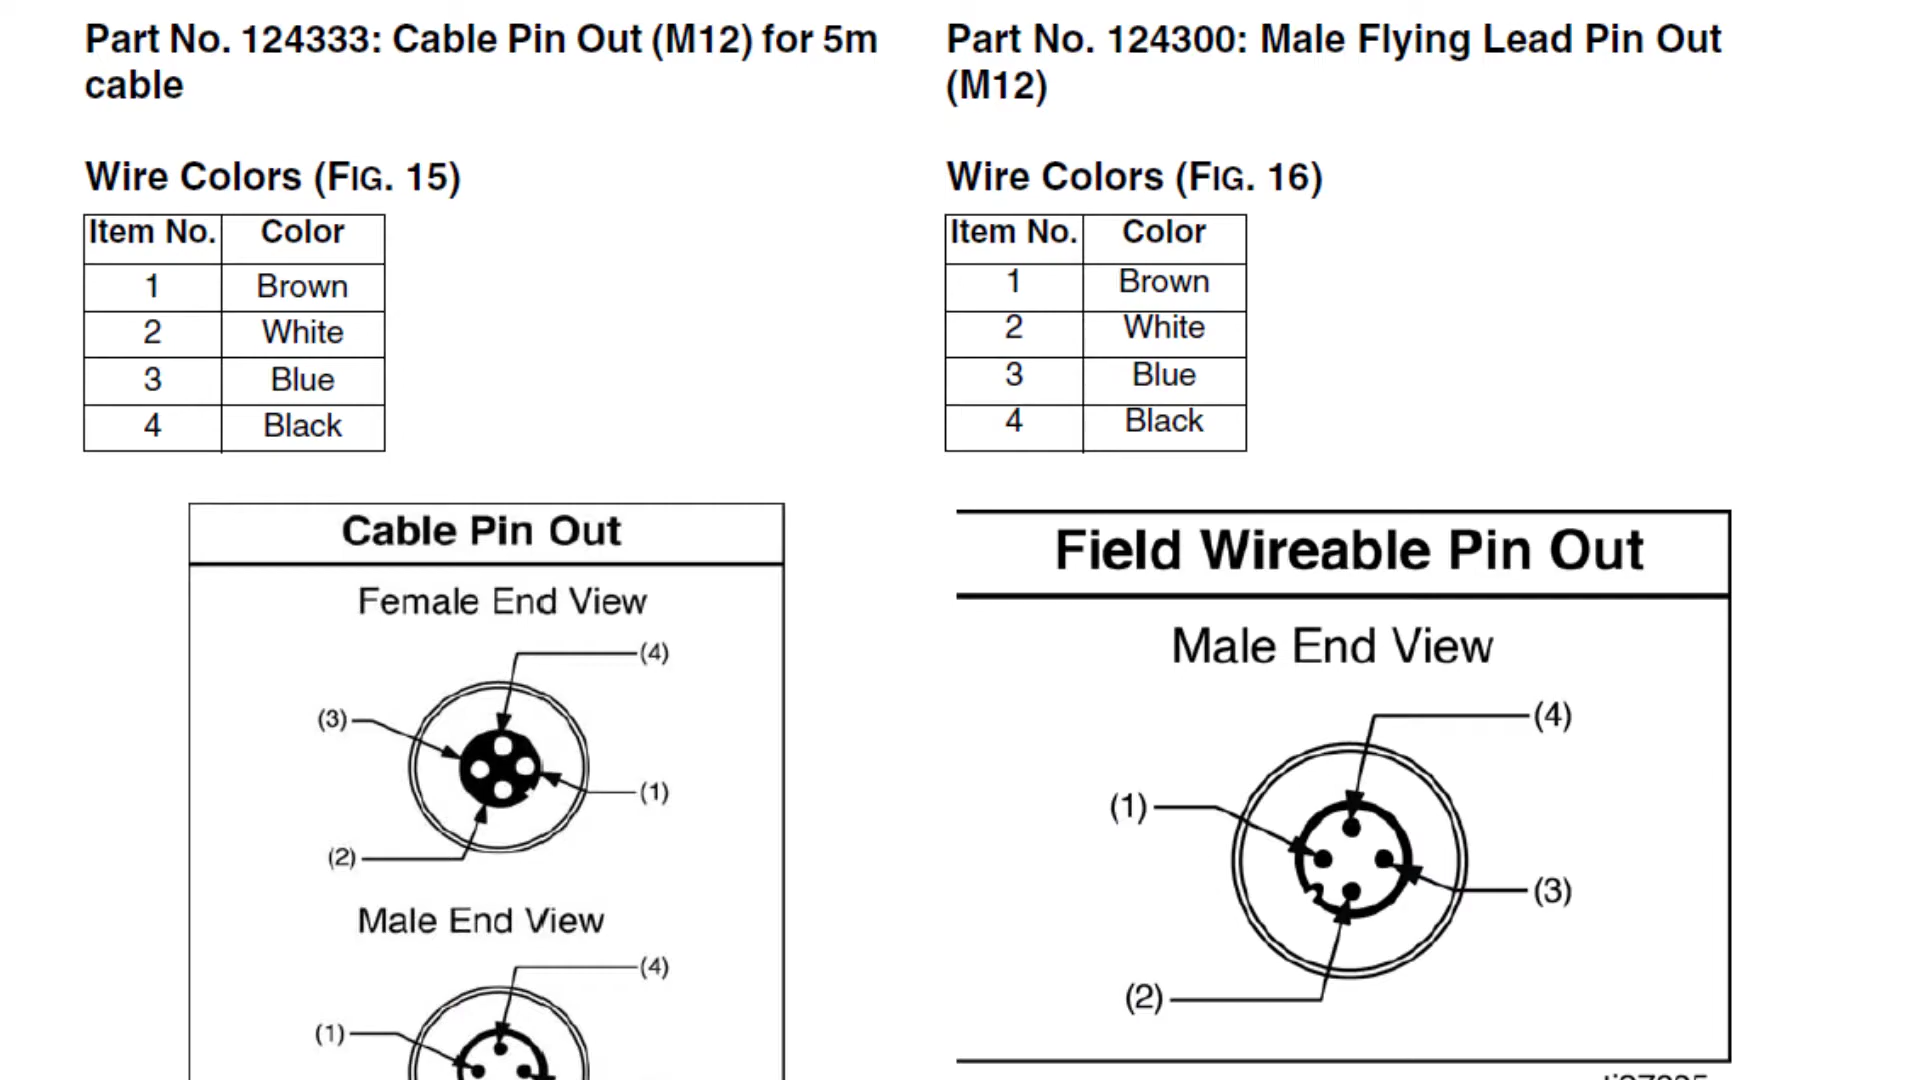 Part No. 124333: Cable Pin Out (M12) for 5m
cable
Wire Colors (FIG. 15)
Item No. Color
1 Brown
2 White
3 Blue
4 Black
Cable Pin Out
Female End View
(4)
(3)
(1)
(2)
Male End View
(4)
(1)
Part No. 124300: Male Flying Lead Pin Out
(M12)
Wire Colors (FIG. 16)
Item No. Color
1 Brown
2 White
3 Blue
4 Black
Field Wireable Pin Out
Male End View
(4)
(1)
(3)
(2)